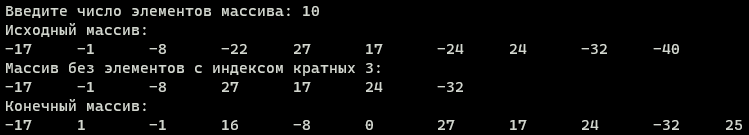 Введите число элементов массива: 10
Исходный массив:
-17 -1 -8 -22 27 17 -24 24 -32 -40
Массив без элементов с индексом кратных 3:
-17 -1 -8 27 17 24 -32
Конечный массив:
-17 1 -1 16 -8 0 27 17 24 -32 25